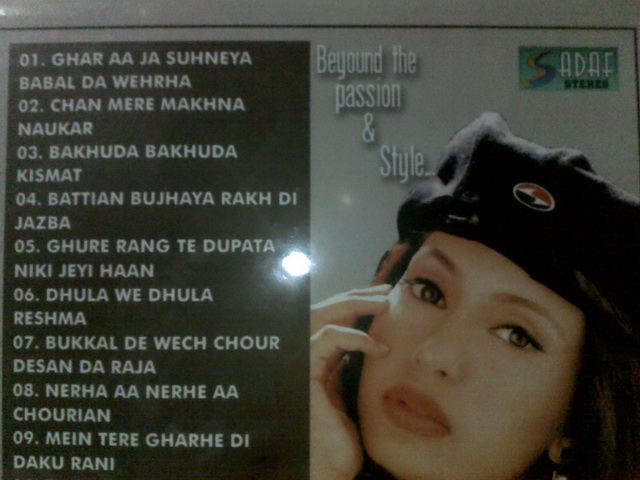 01. GHAR AA JA SUHNEYA
BABAL DA WEHRHA
02. CHAN MERE MAKHNA
NAUKAR
03. BAKHUDA BAKHUDA
KISMAT
04. BATTIAN BUJHAYA RAKH DI
JAZBA
05. GHURE RANG TE DUPATA
NIKI JEYI HAAN
06. DHULA WE DHULA
RESHMA
07. BUKKAL DE WECH CHOUR
DESAN DA RAJA
08. NERHA AA NERHE AA
CHOURIAN
09. MEIN TERE GHARHE DI
DAKU RANI
Beyound the
passion
&
Style...
SADAF
STEREO